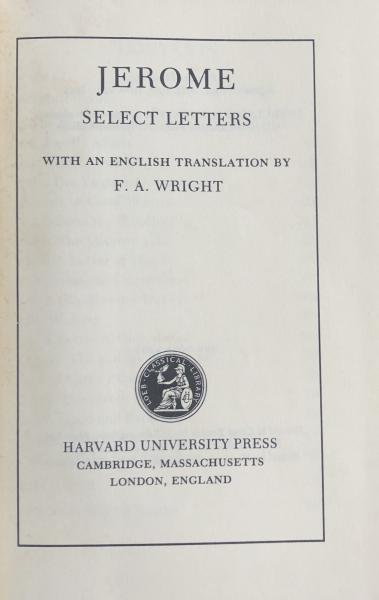 JEROME
SELECT LETTERS
WITH AN ENGLISH TRANSLATION BY
F. A. WRIGHT
LOEB CLASSICAL LIBRARY
HARVARD UNIVERSITY PRESS
CAMBRIDGE, MASSACHUSETTS
LONDON, ENGLAND